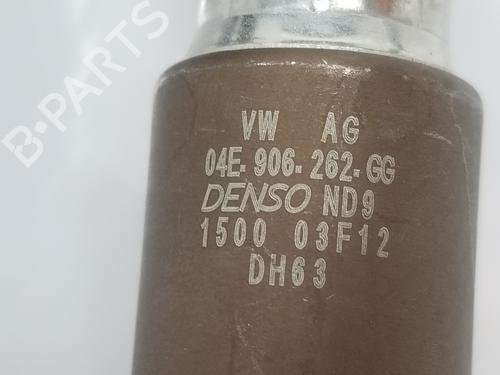 B-PARTS
VW AG
04E-906-262-GG
DENSO ND9
1500 03F12
DH63